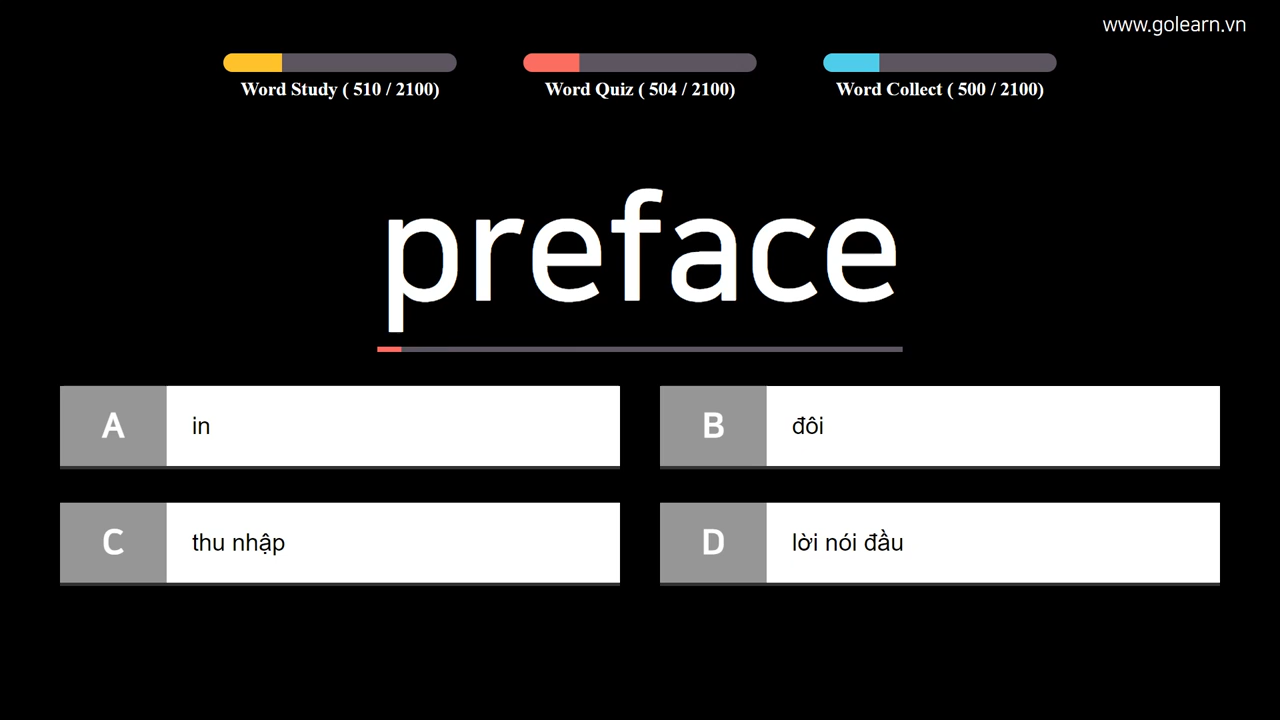 www.golearn.vn
Word Study ( 510 / 2100)
Word Quiz ( 504 / 2100)
Word Collect ( 500 / 2100)
preface
A in
B đôi
C thu nhập
D lời nói đầu